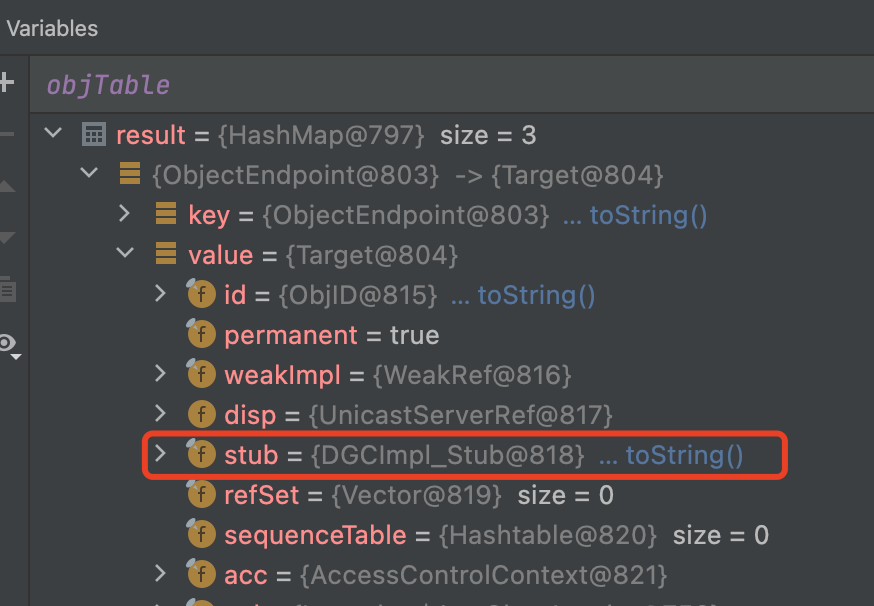 Variables
objTable
result = {HashMap@797} size = 3
{ObjectEndpoint@803} -> {Target@804}
key = {ObjectEndpoint@803} ... toString()
value = {Target@804}
f id = {ObjID@815} ... toString()
f permanent = true
f weakImpl = {WeakRef@816}
f disp = {UnicastServerRef@817}
f stub = {DGCImpl_Stub@818} ... toString()
f refSet = {Vector@819} size = 0
f sequenceTable = {Hashtable@820} size = 0
f acc = {AccessControlContext@821}